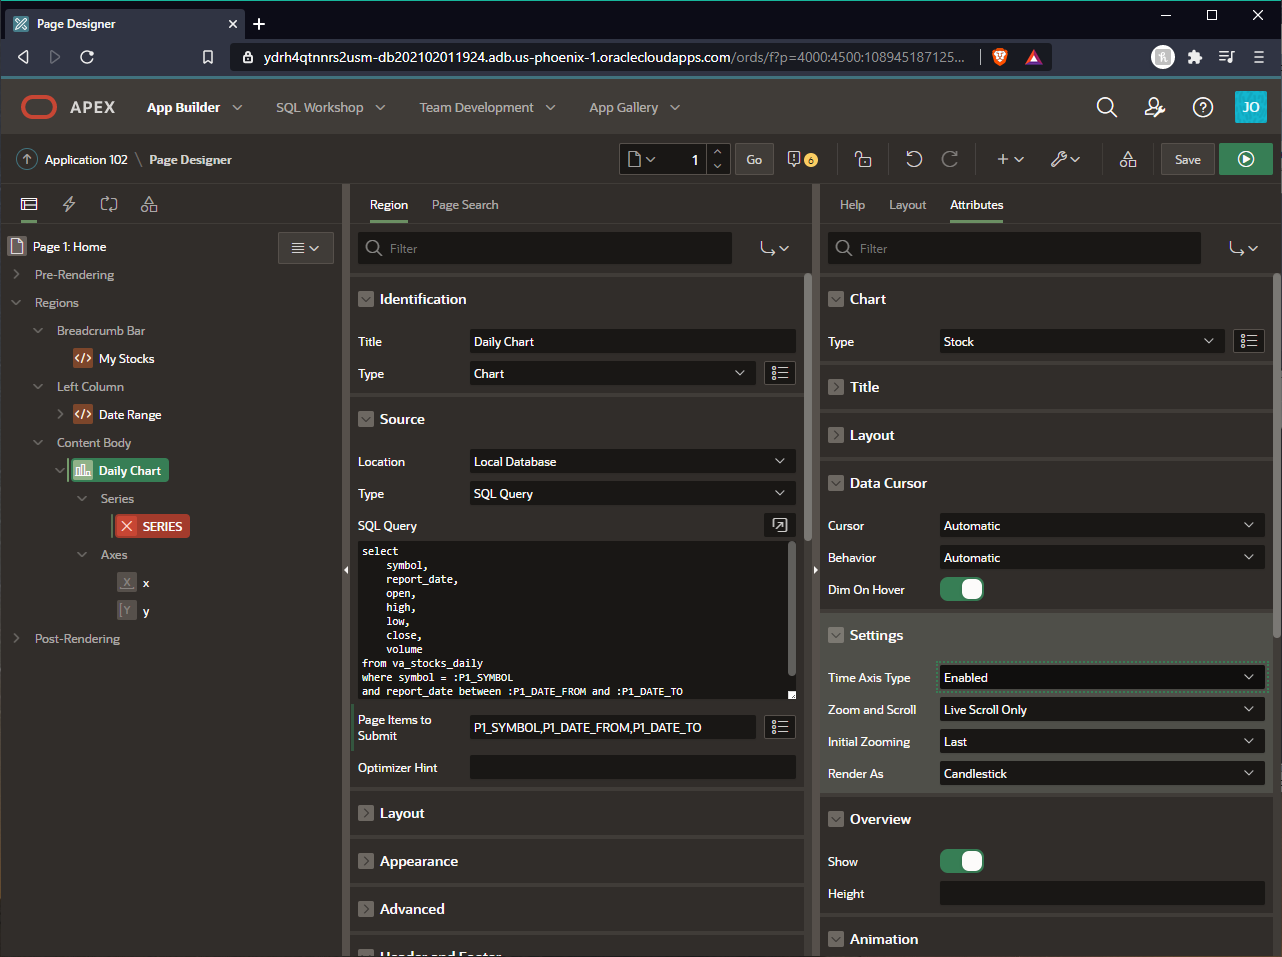 Page Designer
ydrh4qtnnrs2usm-db202102011924.adb.us-phoenix-1.oraclecloudapps.com/ords/f?p=4000:4500:108945187125...
APEX
App Builder
SQL Workshop
Team Development
App Gallery
JO
Application 102 \ Page Designer
1
Go
6
Save
Page 1: Home
Pre-Rendering
Regions
Breadcrumb Bar
My Stocks
Left Column
Date Range
Content Body
Daily Chart
Series
SERIES
Axes
X x
Y y
Post-Rendering
Region
Page Search
Filter
Identification
Title Daily Chart
Type Chart
Source
Location Local Database
Type SQL Query
SQL Query
select
symbol,
report_date,
open,
high,
low,
close,
volume
from va_stocks_daily
where symbol = :P1_SYMBOL
and report_date between :P1_DATE_FROM and :P1_DATE_TO
Page Items to
Submit
P1_SYMBOL,P1_DATE_FROM,P1_DATE_TO
Optimizer Hint
Layout
Appearance
Advanced
Header and Footer
Help
Layout
Attributes
Filter
Chart
Type Stock
Title
Layout
Data Cursor
Cursor Automatic
Behavior Automatic
Dim On Hover
Settings
Time Axis Type Enabled
Zoom and Scroll Live Scroll Only
Initial Zooming Last
Render As Candlestick
Overview
Show
Height
Animation